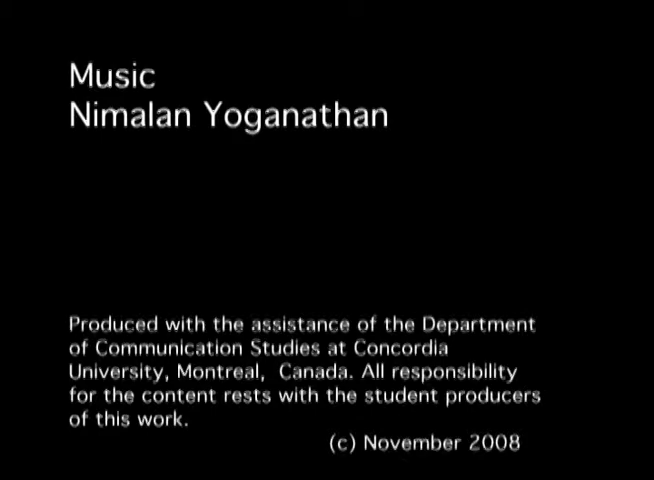 Music
Nimalan Yoganathan
Produced with the assistance of the Department
of Communication Studies at Concordia
University, Montreal, Canada. All responsibility
for the content rests with the student producers
of this work.
(c) November 2008